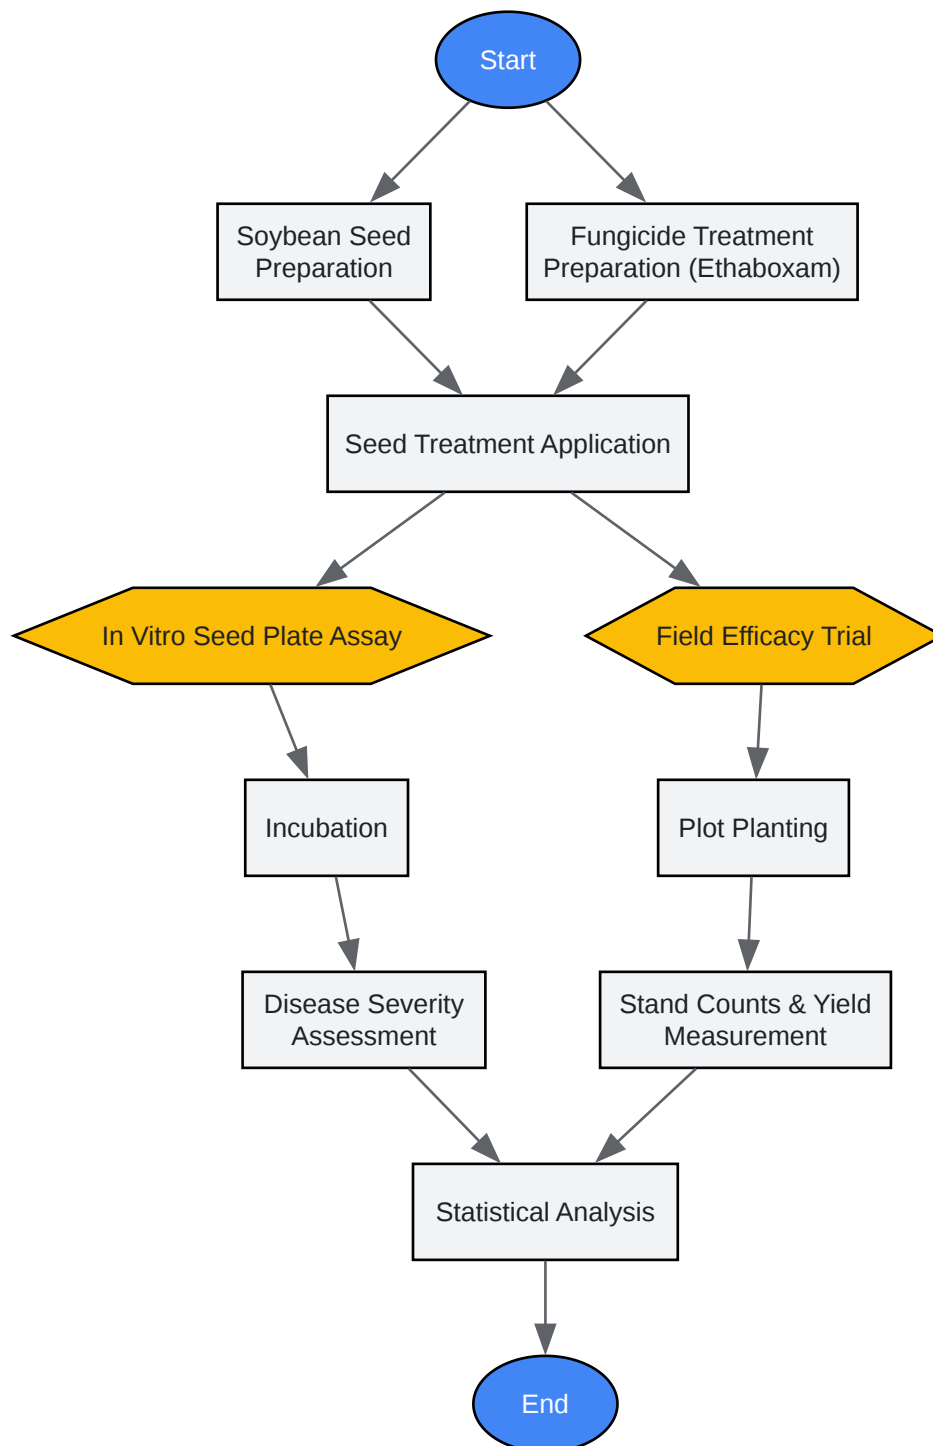 Start
Soybean Seed
Preparation
Fungicide Treatment
Preparation (Ethaboxam)
Seed Treatment Application
In Vitro Seed Plate Assay
Field Efficacy Trial
Incubation
Plot Planting
Disease Severity
Assessment
Stand Counts & Yield
Measurement
Statistical Analysis
End